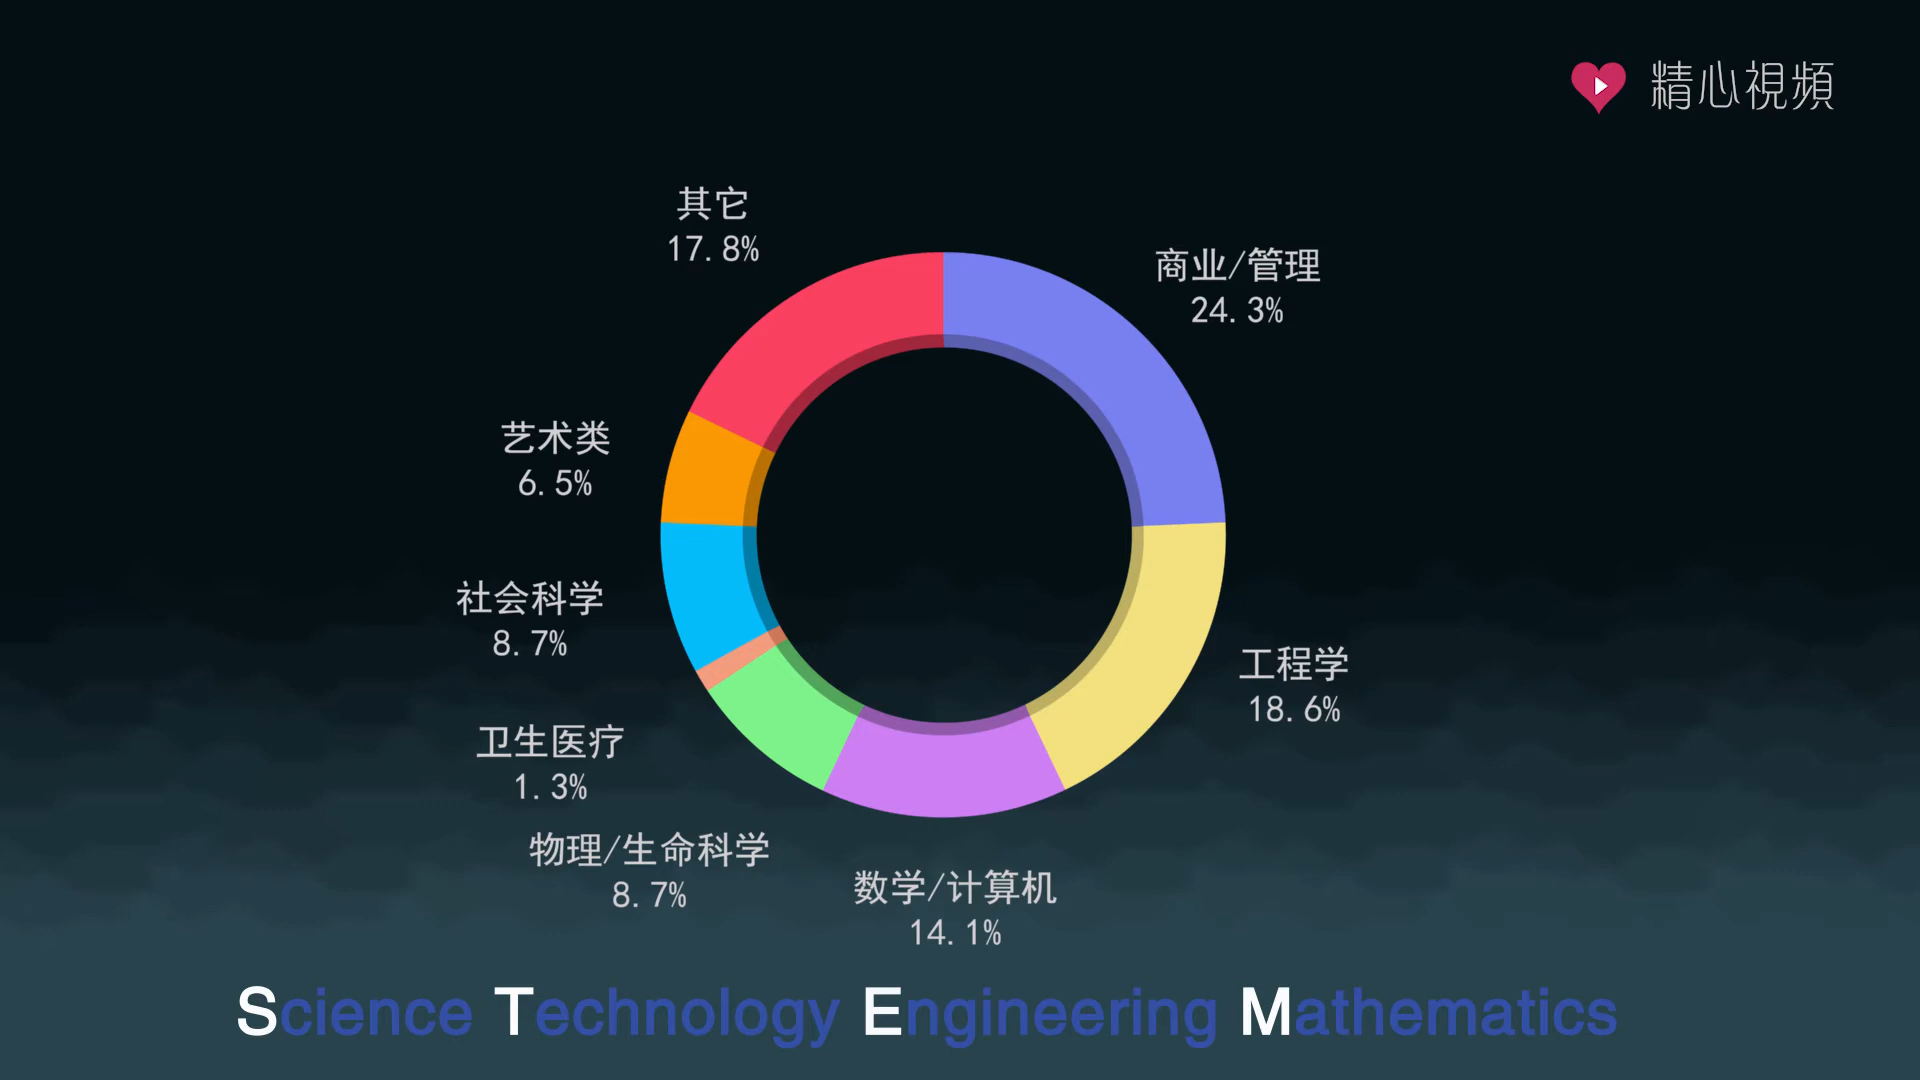 精心視頻
其它
17.8%
商业/管理
24.3%
艺术类
6.5%
社会科学
8.7%
工程学
18.6%
卫生医疗
1.3%
物理/生命科学
8.7%
数学/计算机
14.1%
Science Technology Engineering Mathematics